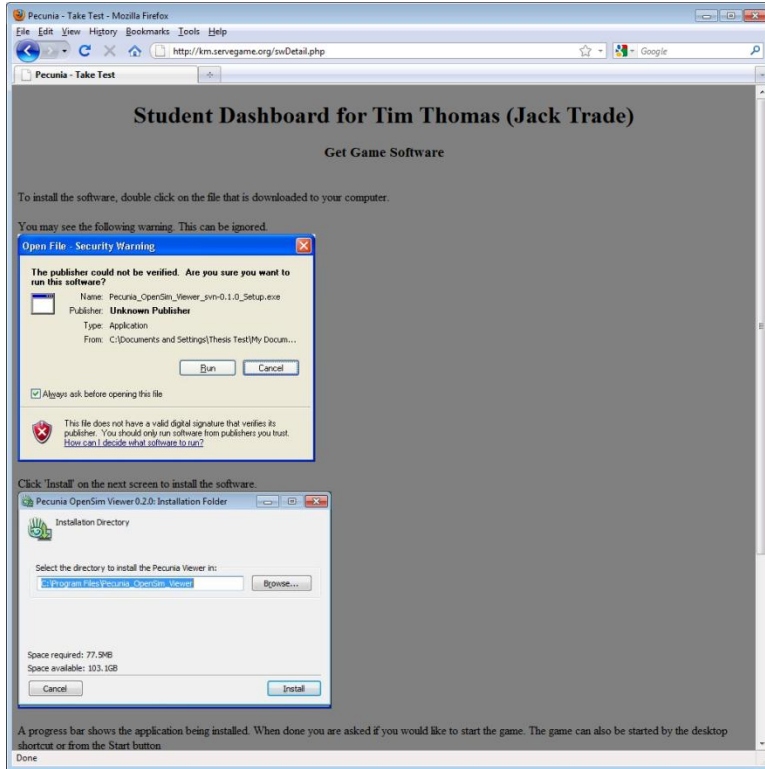 Pecunia - Take Test - Mozilla Firefox
File Edit View History Bookmarks Tools Help
http://km.servegame.org/swDetail.php
Google
Pecunia - Take Test
Student Dashboard for Tim Thomas (Jack Trade)
Get Game Software
To install the software, double click on the file that is downloaded to your computer.
You may see the following warning. This can be ignored.
Open File - Security Warning
The publisher could not be verified. Are you sure you want to
run this software?
Name: Pecunia_OpenSim_Viewer_svn-0.1.0_Setup.exe
Publisher: Unknown Publisher
Type: Application
From: C:\Documents and Settings\Thesis Test\My Docum...
Run Cancel
Always ask before opening this file
This file does not have a valid digital signature that verifies its
publisher. You should only run software from publishers you trust.
How can I decide what software to run?
Click 'Install' on the next screen to install the software.
Pecunia OpenSim Viewer 0.2.0: Installation Folder
Installation Directory
Select the directory to install the Pecunia Viewer in:
C:\Program Files\Pecunia_OpenSim_Viewer Browse...
Space required: 77.5MB
Space available: 103.1GB
Cancel Install
A progress bar shows the application being installed. When done you are asked if you would like to start the game. The game can also be started by the desktop
shortcut or from the Start button
Done